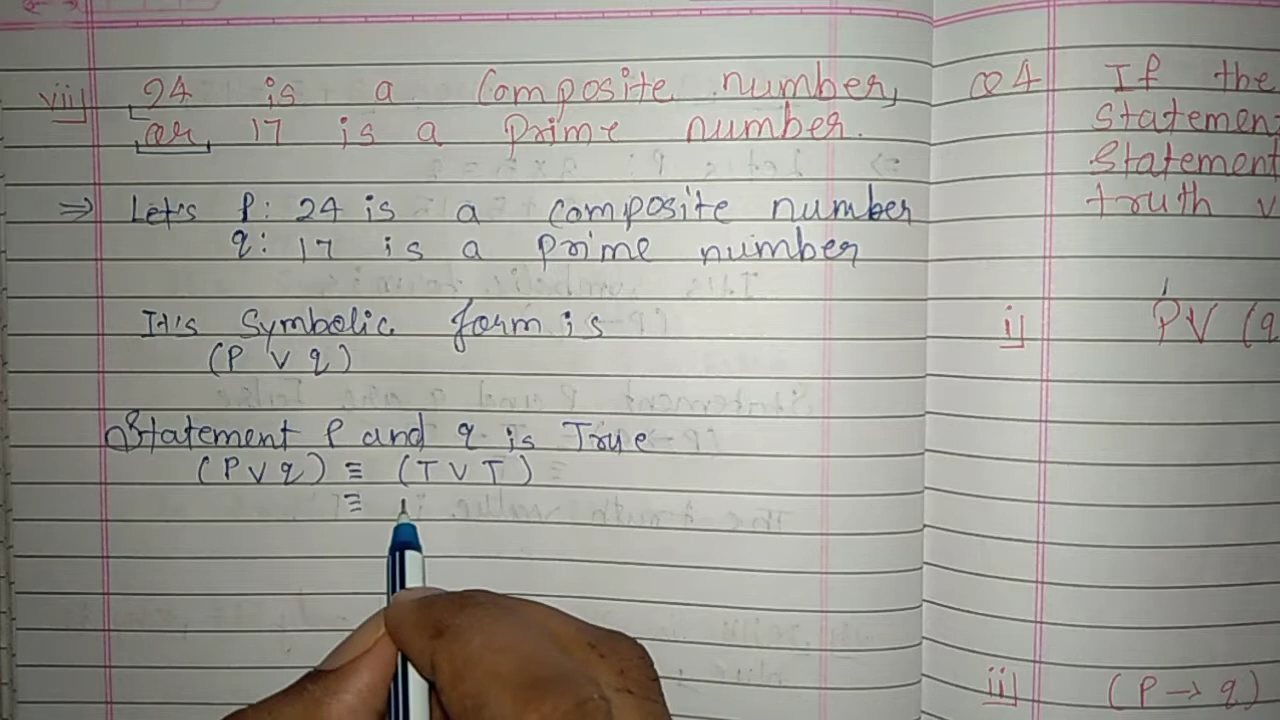 vii) 24 is a Composite number,
or 17 is a Prime number.
⇒ Let's P: 24 is a composite number
q: 17 is a prime number
It's Symbolic form is
(P ∨ q)
Statement P and q is True
(P ∨ q) ≡ (T ∨ T)
≡
Q4 If the
Statement
Statement
truth v
i) P ∨ (q
ii) (P → q)